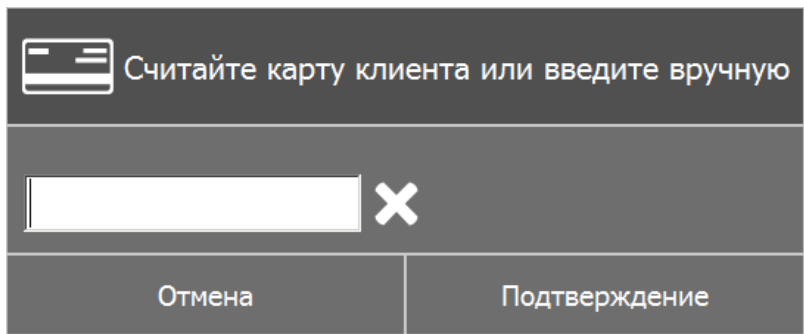 Считайте карту клиента или введите вручную
Отмена
Подтверждение